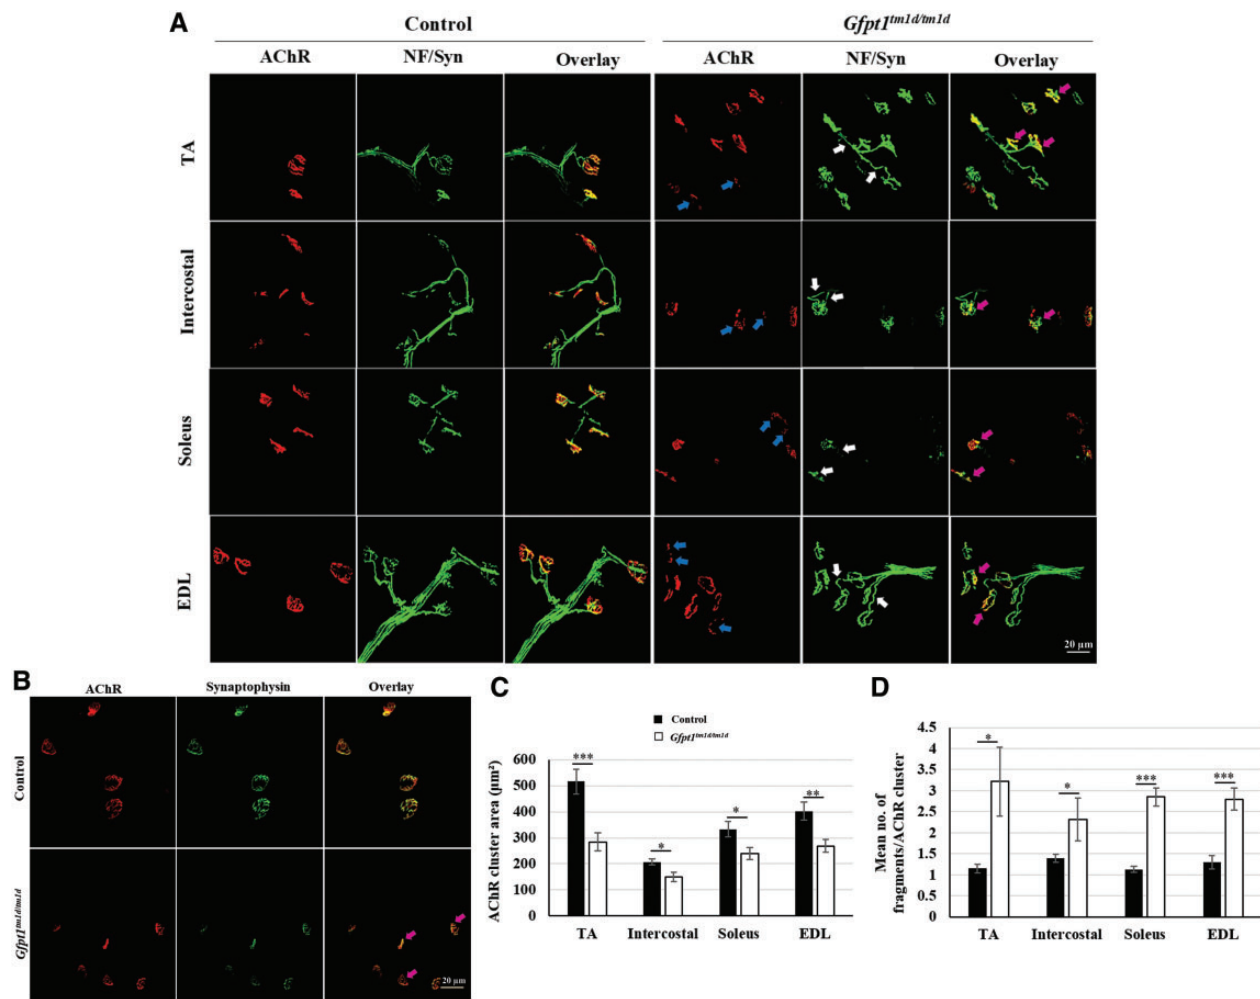 A
Control
Gfpt1tm1d/tm1d
AChR NF/Syn Overlay AChR NF/Syn Overlay
TA
Intercostal
Soleus
EDL
20 µm
B
AChR Synaptophysin Overlay
Control
Gfpt1tm1d/tm1d
20 µm
C
Control
Gfpt1tm1d/tm1d
AChR cluster area (µm²)
600
500
400
300
200
100
0
***
*
*
**
TA Intercostal Soleus EDL
D
Mean no. of
fragments/AChR cluster
4.5
4
3.5
3
2.5
2
1.5
1
0.5
0
*
*
***
***
TA Intercostal Soleus EDL